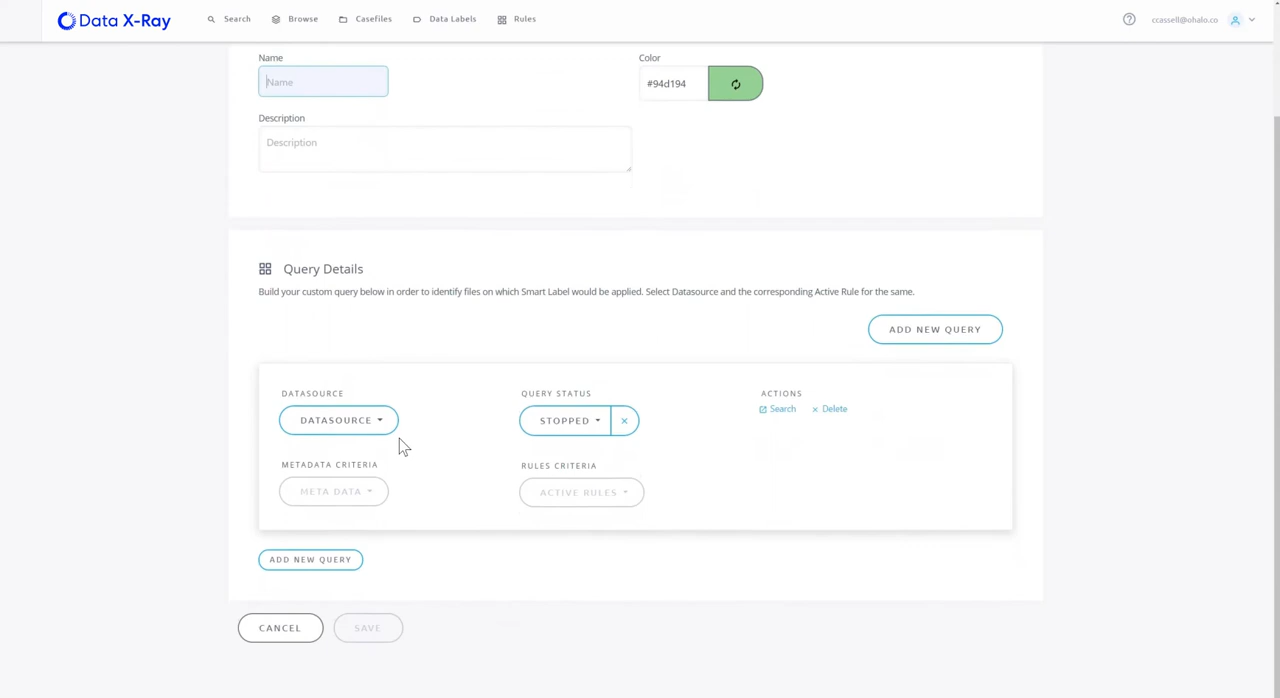 Data X-Ray
Search
Browse
Casefiles
Data Labels
Rules
ccassell@ohalo.co
Name
Color
Name
#94d194
Description
Description
Query Details
Build your custom query below in order to identify files on which Smart Label would be applied. Select Datasource and the corresponding Active Rule for the same.
ADD NEW QUERY
DATASOURCE
QUERY STATUS
ACTIONS
DATASOURCE
STOPPED
Search
Delete
METADATA CRITERIA
RULES CRITERIA
META DATA
ACTIVE RULES
ADD NEW QUERY
CANCEL
SAVE